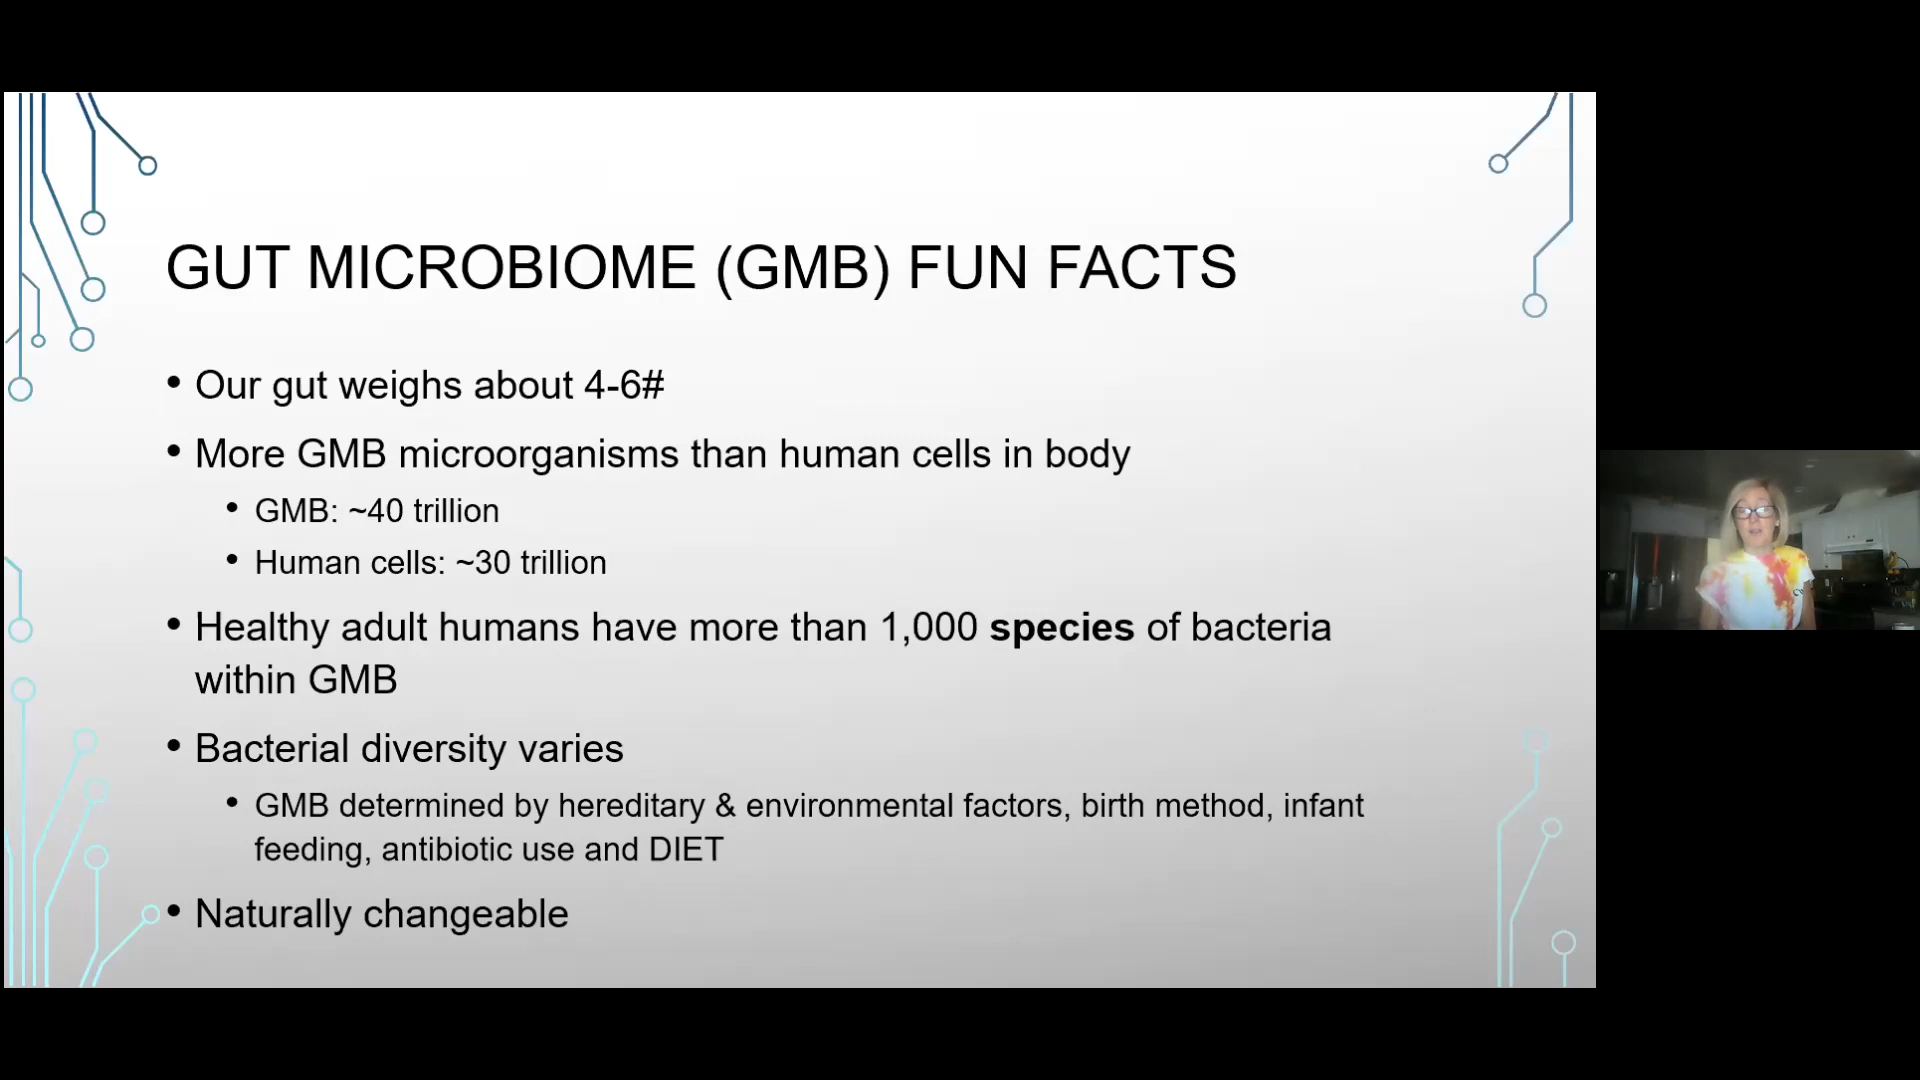 GUT MICROBIOME (GMB) FUN FACTS
• Our gut weighs about 4-6#
• More GMB microorganisms than human cells in body
• GMB: ~40 trillion
• Human cells: ~30 trillion
• Healthy adult humans have more than 1,000 species of bacteria
within GMB
• Bacterial diversity varies
• GMB determined by hereditary & environmental factors, birth method, infant
feeding, antibiotic use and DIET
• Naturally changeable